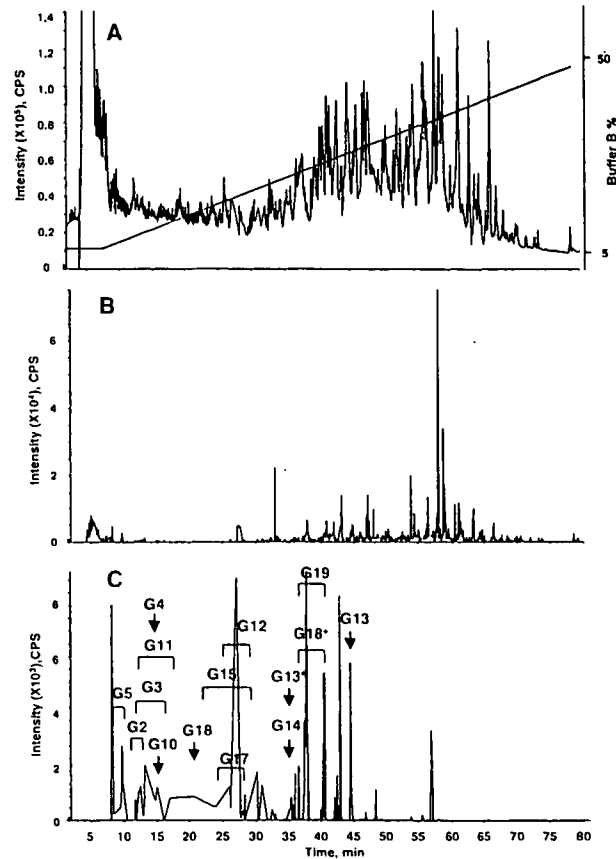 A
Intensity (X10⁵), CPS
1.4
1.2
1.0
0.8
0.6
0.4
0.2
0
50
5
Buffer B %
B
Intensity (X10⁴), CPS
6
4
2
0
C
Intensity (X10³),CPS
6
4
2
0
G5
G2
G4
G11
G3
G10
G18
G15
G12
G17
G19
G18*
G13*
G14
G13
5 10 15 20 25 30 35 40 45 50 55 60 65 70 75 80
Time, min